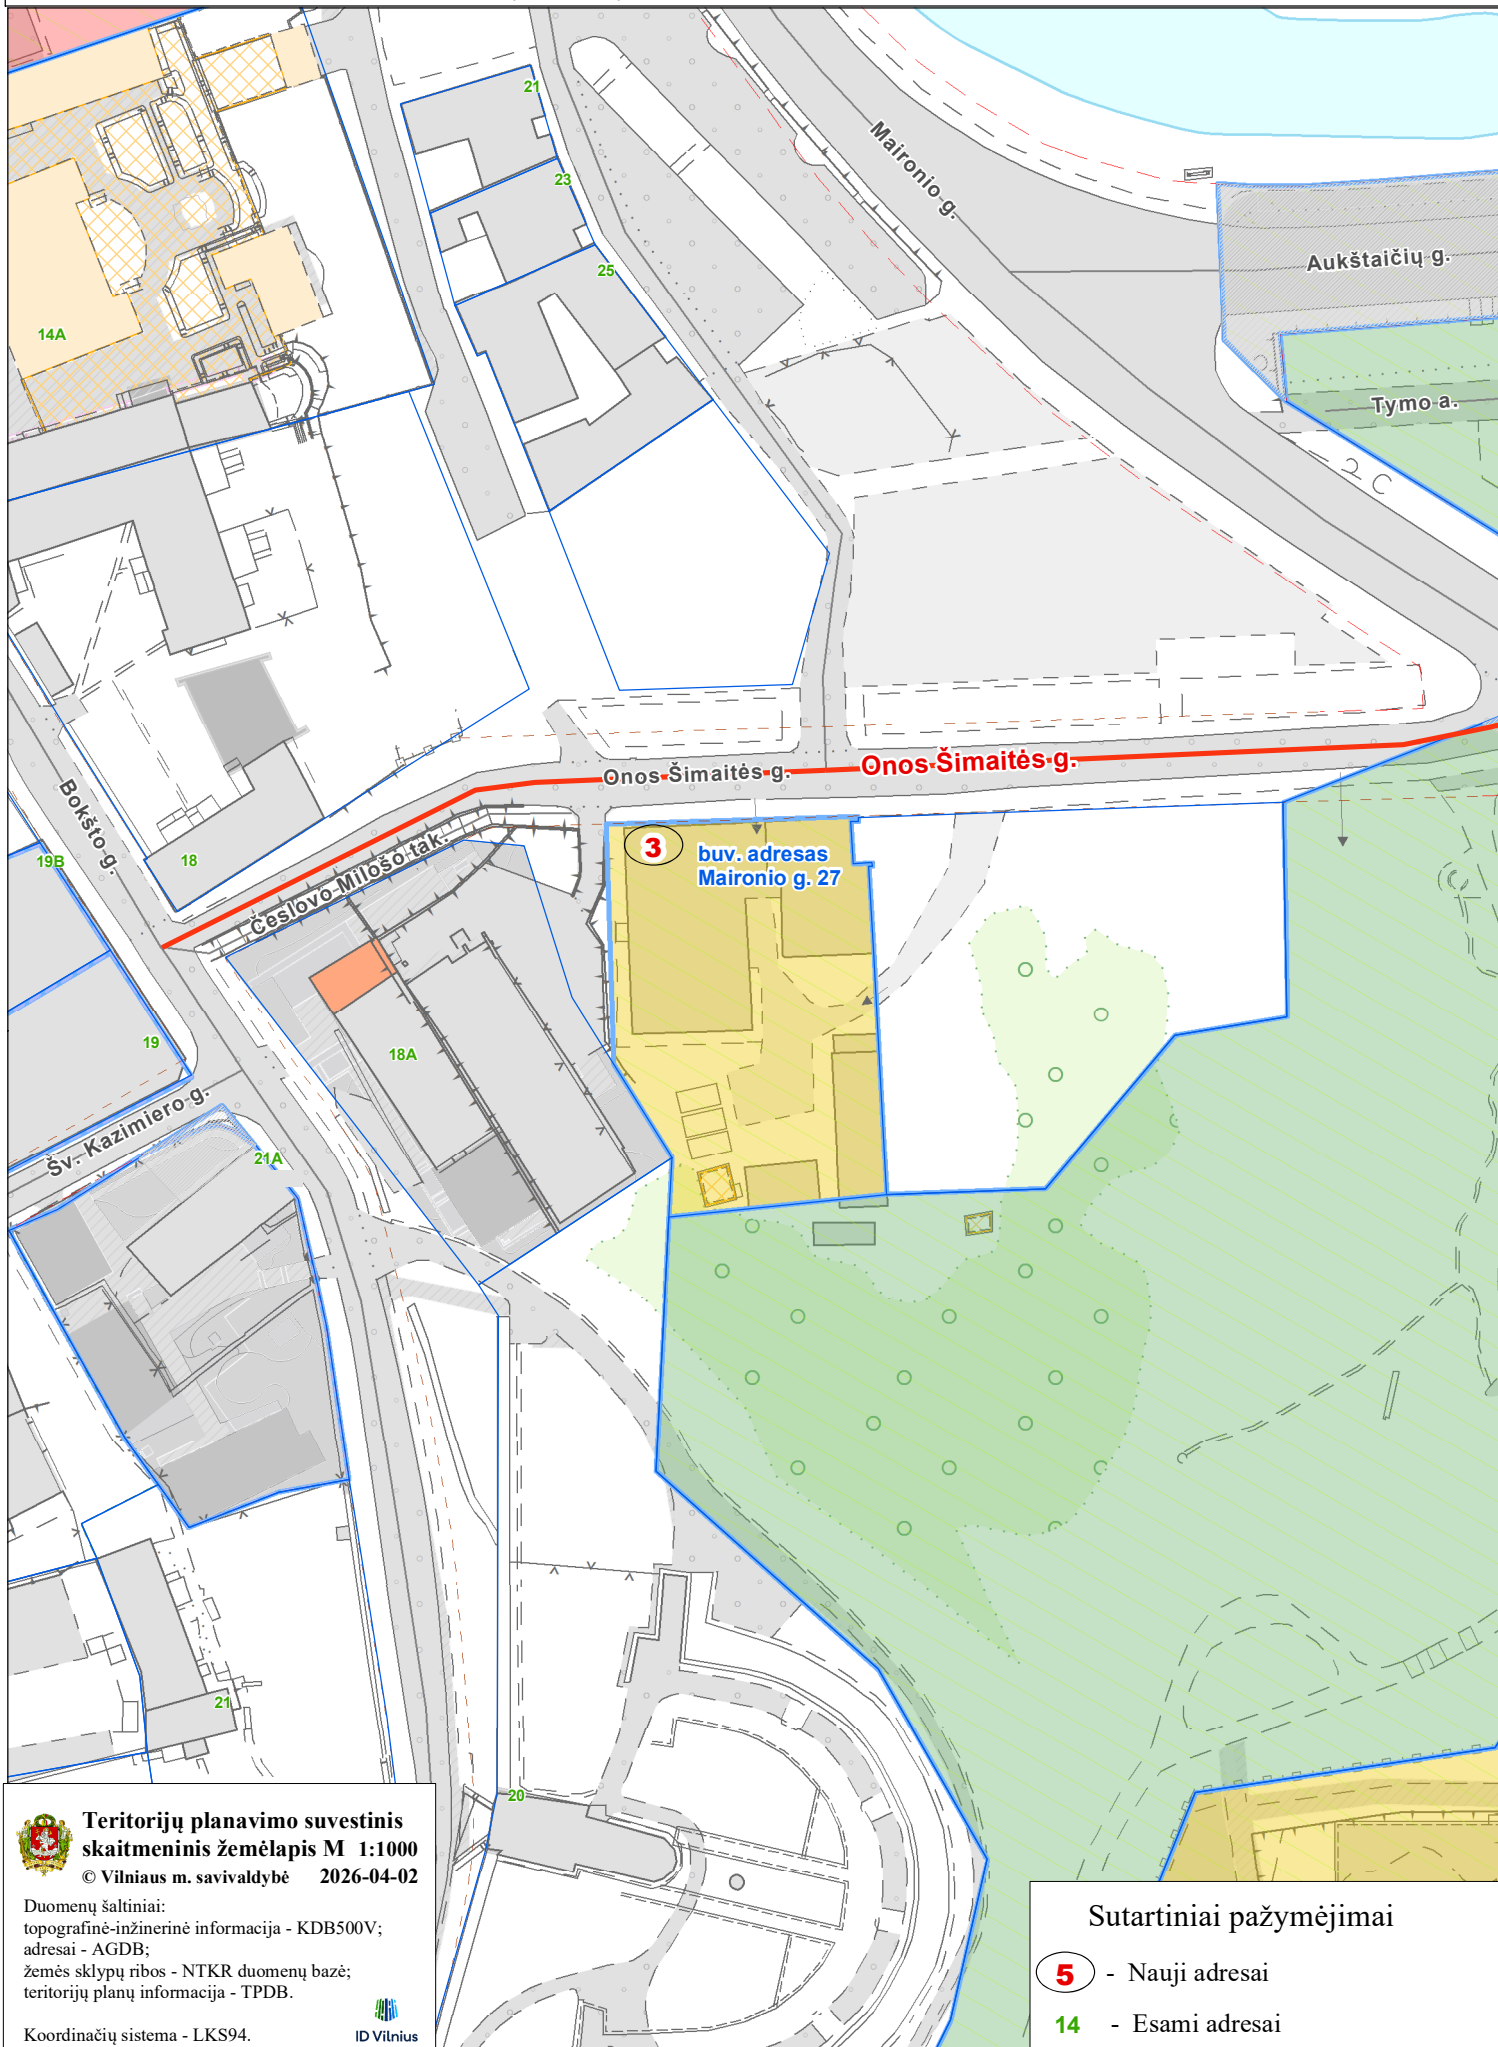 21
23
25
Maironio g.
Aukštaičių g.
Tymo a.
14A
Onos Šimaitės g.
Onos Šimaitės g.
Bokšto g.
19B
18
Česlovo Milošo tak.
3
buv. adresas
Maironio g. 27
19
18A
Šv. Kazimiero g.
21A
21
20
Teritorijų planavimo suvestinis
skaitmeninis žemėlapis M 1:1000
© Vilniaus m. savivaldybė 2026-04-02
Duomenų šaltiniai:
topografinė-inžinerinė informacija - KDB500V;
adresai - AGDB;
žemės sklypų ribos - NTKR duomenų bazė;
teritorijų planų informacija - TPDB.
Koordinačių sistema - LKS94.
ID Vilnius
Sutartiniai pažymėjimai
5 - Nauji adresai
14 - Esami adresai